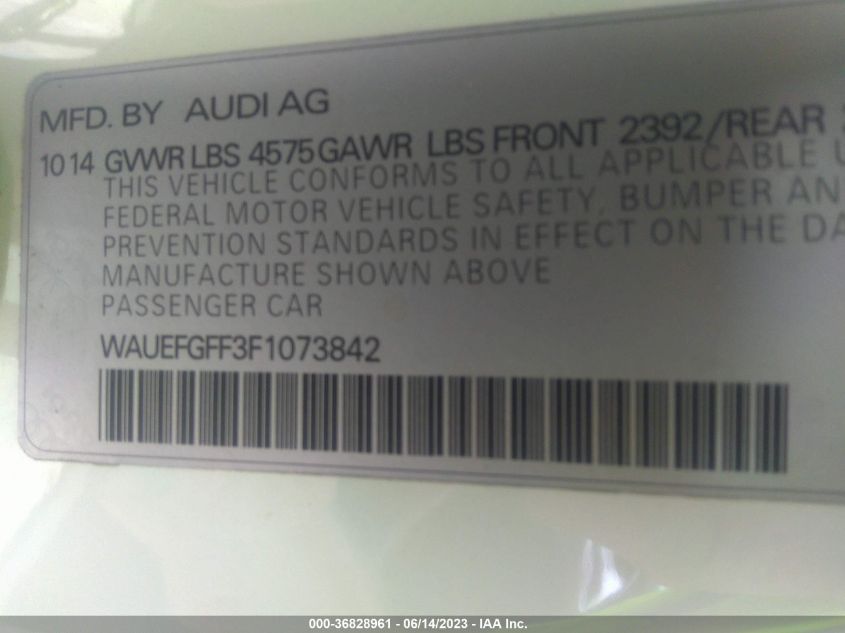 MFD. BY AUDI AG
10 14 GVWR LBS 4575 GAWR LBS FRONT 2392/REAR
THIS VEHICLE CONFORMS TO ALL APPLICABLE
FEDERAL MOTOR VEHICLE SAFETY, BUMPER AN
PREVENTION STANDARDS IN EFFECT ON THE DA
MANUFACTURE SHOWN ABOVE
PASSENGER CAR
WAUEFGFF3F1073842
000-36828961 - 06/14/2023 - IAA Inc.